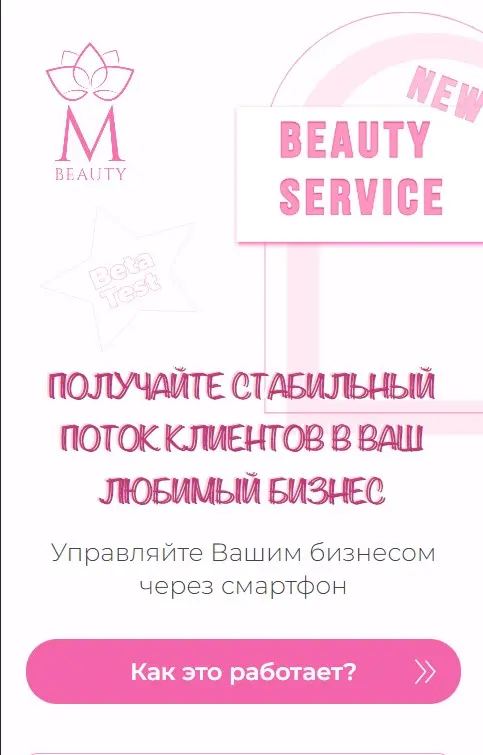 M
BEAUTY
NEW
BEAUTY
SERVICE
Beta
Test
ПОЛУЧАЙТЕ СТАБИЛЬНЫЙ
ПОТОК КЛИЕНТОВ В ВАШ
ЛЮБИМЫЙ БИЗНЕС
Управляйте Вашим бизнесом
через смартфон
Как это работает?